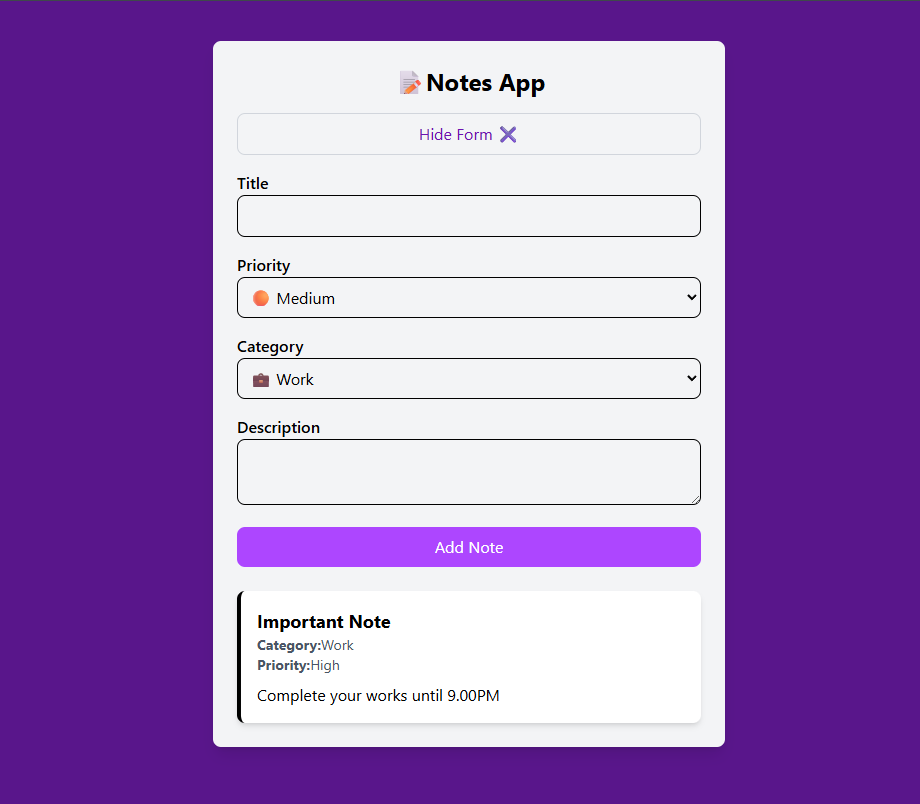 📝 Notes App
Hide Form ✖️
Title
Priority
🟠 Medium
Category
💼 Work
Description
Add Note
Important Note
Category:Work
Priority:High
Complete your works until 9.00PM